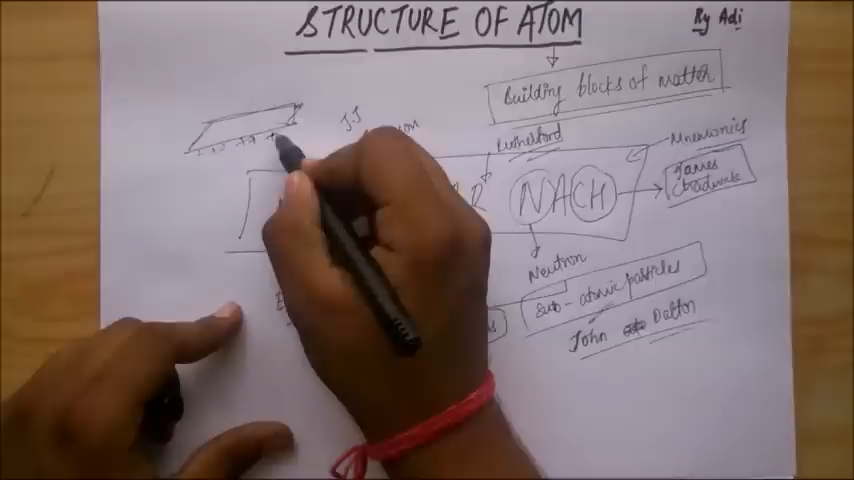 STRUCTURE OF ATOM
By Adi
Building blocks of matter
J.J
Rutherford
Mnemonics
R NACH
James
Chadwick
Neutron
Sub-atomic particles
John Dalton